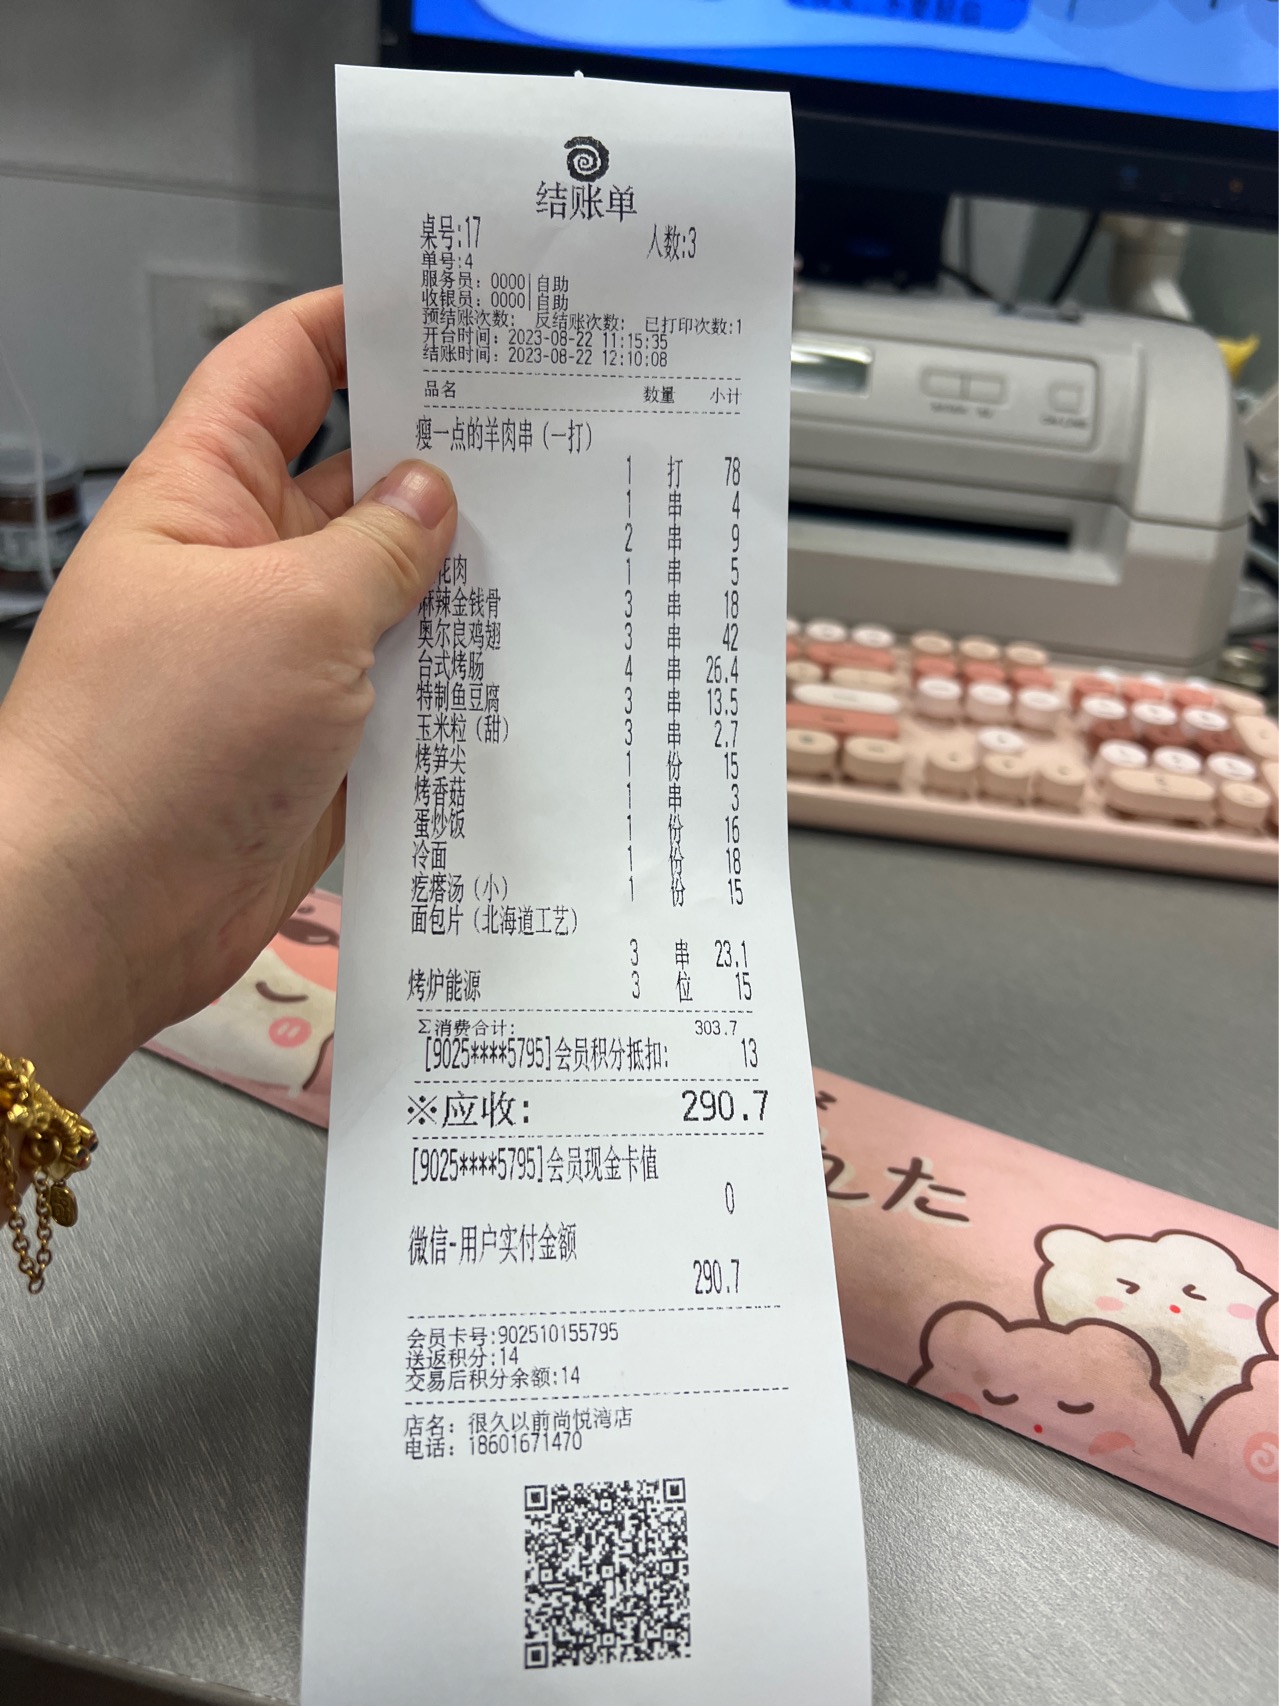 结账单
桌号:17 人数:3
单号:4
服务员: 0000|自助
收银员: 0000|自助
预结账次数: 反结账次数: 已打印次数:1
开台时间: 2023-08-22 11:15:35
结账时间: 2023-08-22 12:10:08
品名 数量 小计
瘦一点的羊肉串(一打)
1 打 78
1 串 4
2 串 9
花肉 1 串 5
麻辣金钱骨 3 串 18
奥尔良鸡翅 3 串 42
台式烤肠 4 串 26.4
特制鱼豆腐 3 串 13.5
玉米粒(甜) 3 串 2.7
烤笋尖 1 份 15
烤香菇 1 串 3
蛋炒饭 1 份 16
冷面 1 份 18
疙瘩汤(小) 1 份 15
面包片(北海道工艺)
3 串 23.1
烤炉能源 3 位 15
Σ消费合计: 303.7
[9025****5795]会员积分抵扣: 13
※应收: 290.7
[9025****5795]会员现金卡值
0
微信-用户实付金额
290.7
会员卡号:902510155795
送返积分:14
交易后积分余额:14
店名: 很久以前尚悦湾店
电话: 18601671470
んた